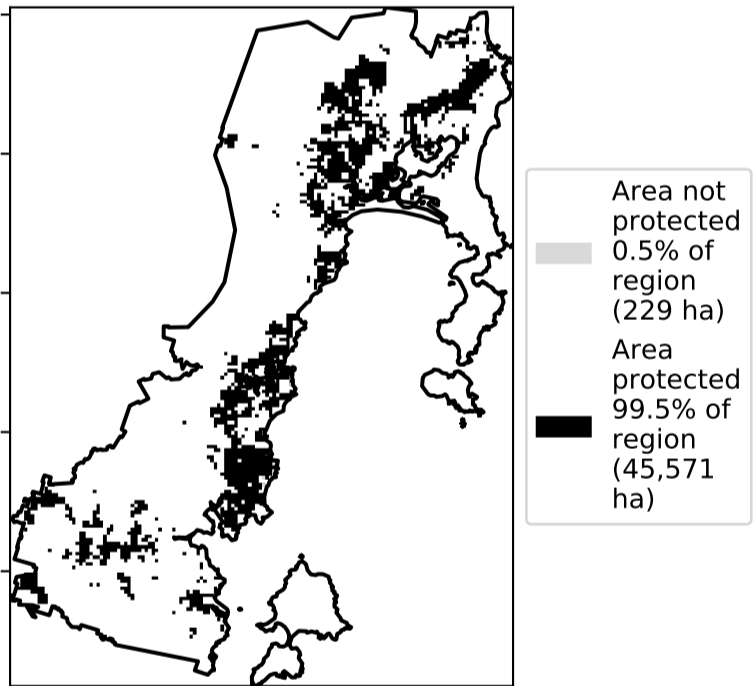 Area not
protected
0.5% of
region
(229 ha)
Area
protected
99.5% of
region
(45,571
ha)